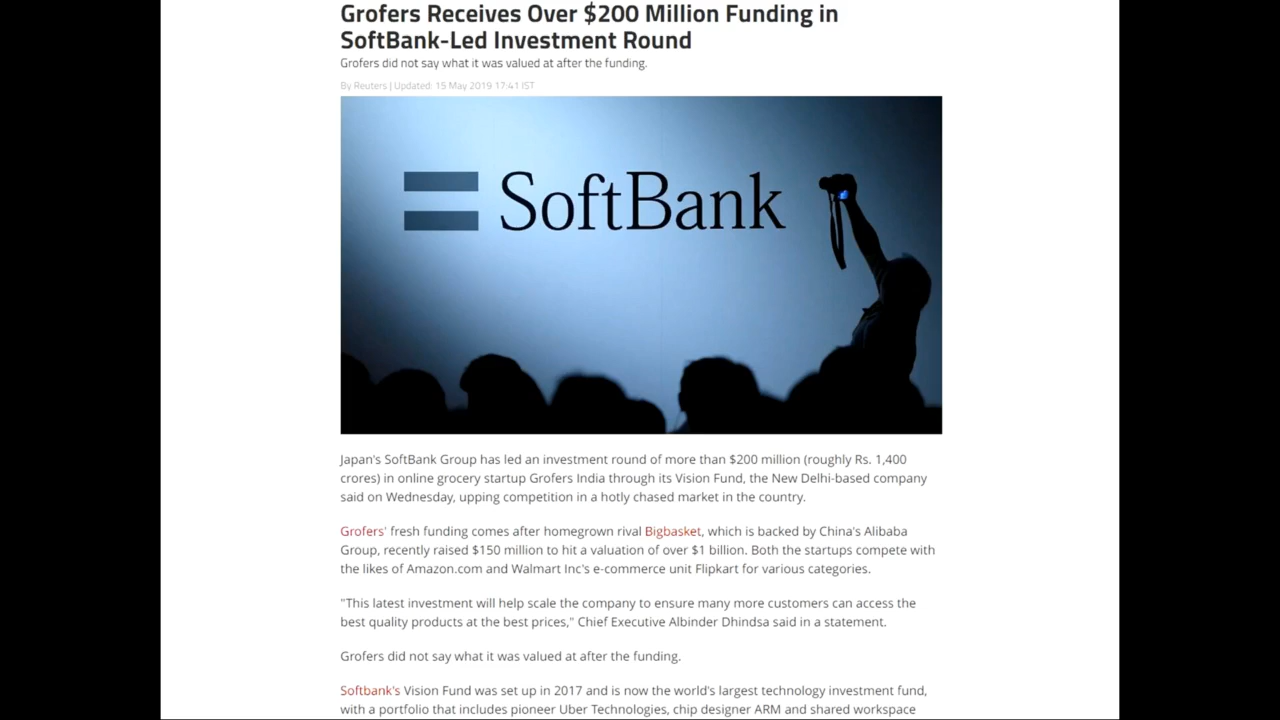 Grofers Receives Over $200 Million Funding in
SoftBank-Led Investment Round
Grofers did not say what it was valued at after the funding.
By Reuters | Updated: 15 May 2019 17:41 IST
SoftBank
Japan's SoftBank Group has led an investment round of more than $200 million (roughly Rs. 1,400
crores) in online grocery startup Grofers India through its Vision Fund, the New Delhi-based company
said on Wednesday, upping competition in a hotly chased market in the country.
Grofers' fresh funding comes after homegrown rival Bigbasket, which is backed by China's Alibaba
Group, recently raised $150 million to hit a valuation of over $1 billion. Both the startups compete with
the likes of Amazon.com and Walmart Inc's e-commerce unit Flipkart for various categories.
"This latest investment will help scale the company to ensure many more customers can access the
best quality products at the best prices," Chief Executive Albinder Dhindsa said in a statement.
Grofers did not say what it was valued at after the funding.
Softbank's Vision Fund was set up in 2017 and is now the world's largest technology investment fund,
with a portfolio that includes pioneer Uber Technologies, chip designer ARM and shared workspace